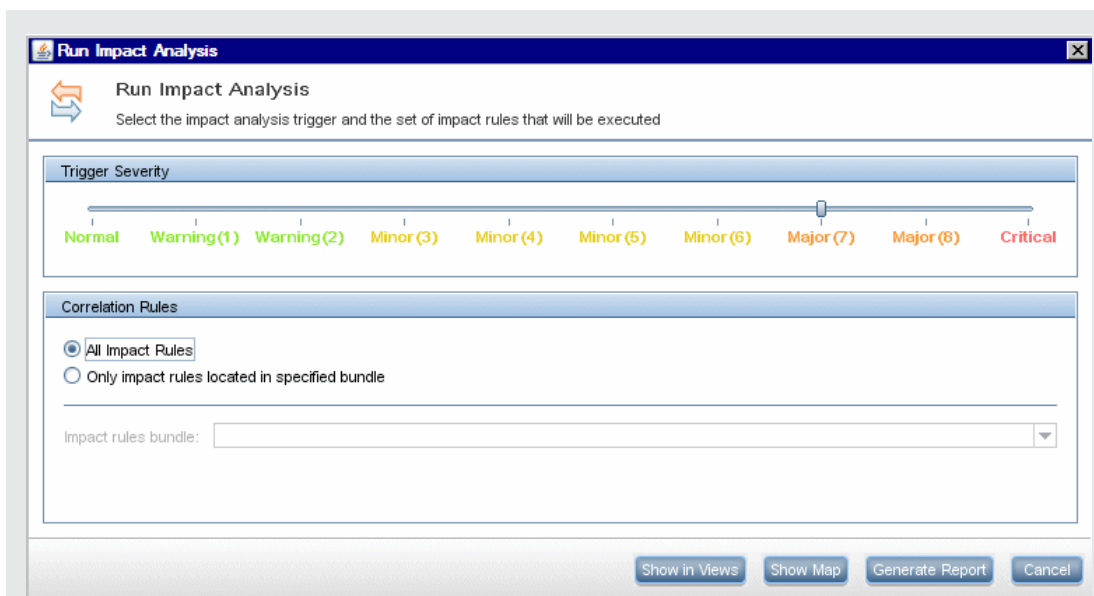 Run Impact Analysis
Run Impact Analysis
Select the impact analysis trigger and the set of impact rules that will be executed
Trigger Severity
Normal Warning(1) Warning(2) Minor(3) Minor(4) Minor(5) Minor(6) Major(7) Major(8) Critical
Correlation Rules
All Impact Rules
Only impact rules located in specified bundle
Impact rules bundle:
Show in Views Show Map Generate Report Cancel